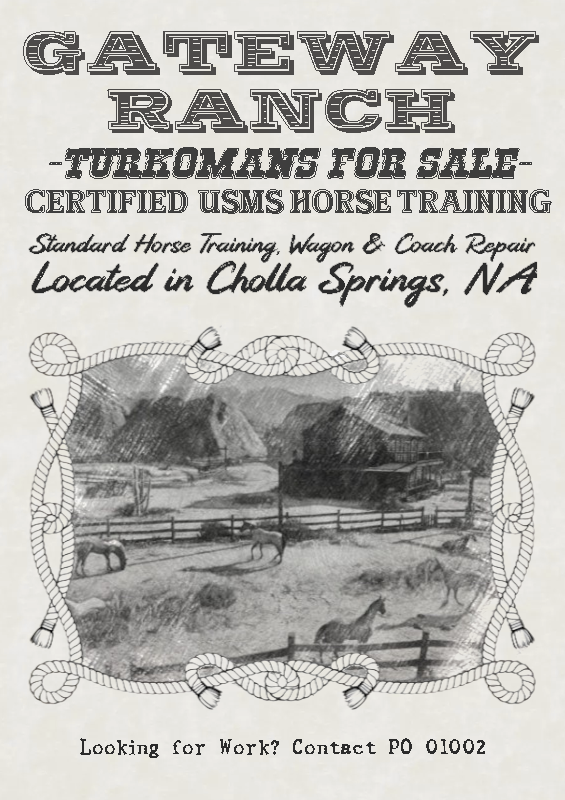 GATEWAY
RANCH
-TURKOMANS FOR SALE-
CERTIFIED USMS HORSE TRAINING
Standard Horse Training, Wagon & Coach Repair
Located in Cholla Springs, NA
Looking for Work? Contact PO 01002